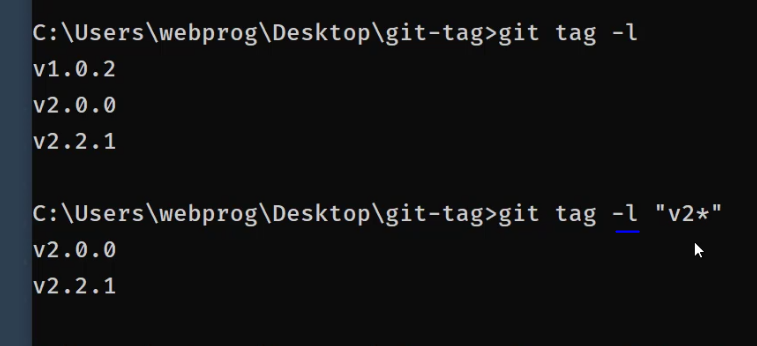 C:\Users\webprog\Desktop\git-tag>git tag -l
v1.0.2
v2.0.0
v2.2.1
C:\Users\webprog\Desktop\git-tag>git tag -l "v2*"
v2.0.0
v2.2.1